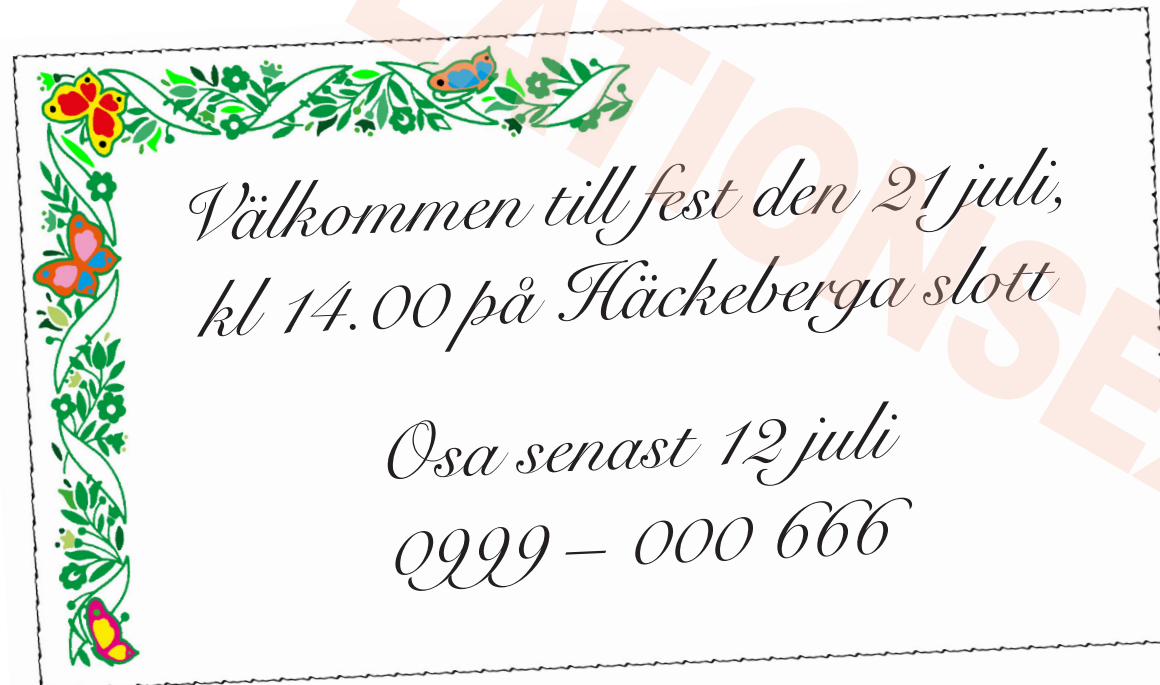 Välkommen till fest den 21 juli,
kl 14.00 på Häckeberga slott
Osa senast 12 juli
0999 – 000 666